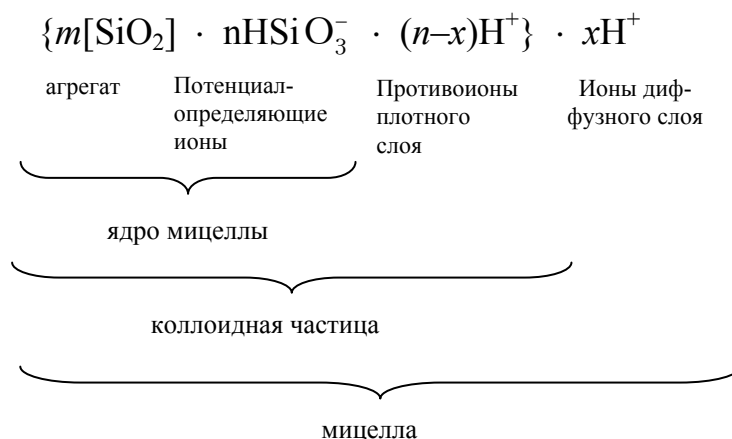 {m[SiO₂] · nHSiO₃⁻ · (n–x)H⁺} · xH⁺
агрегат
Потенциал-
определяющие
ионы
Противоионы
плотного
слоя
Ионы диф-
фузного слоя
ядро мицеллы
коллоидная частица
мицелла